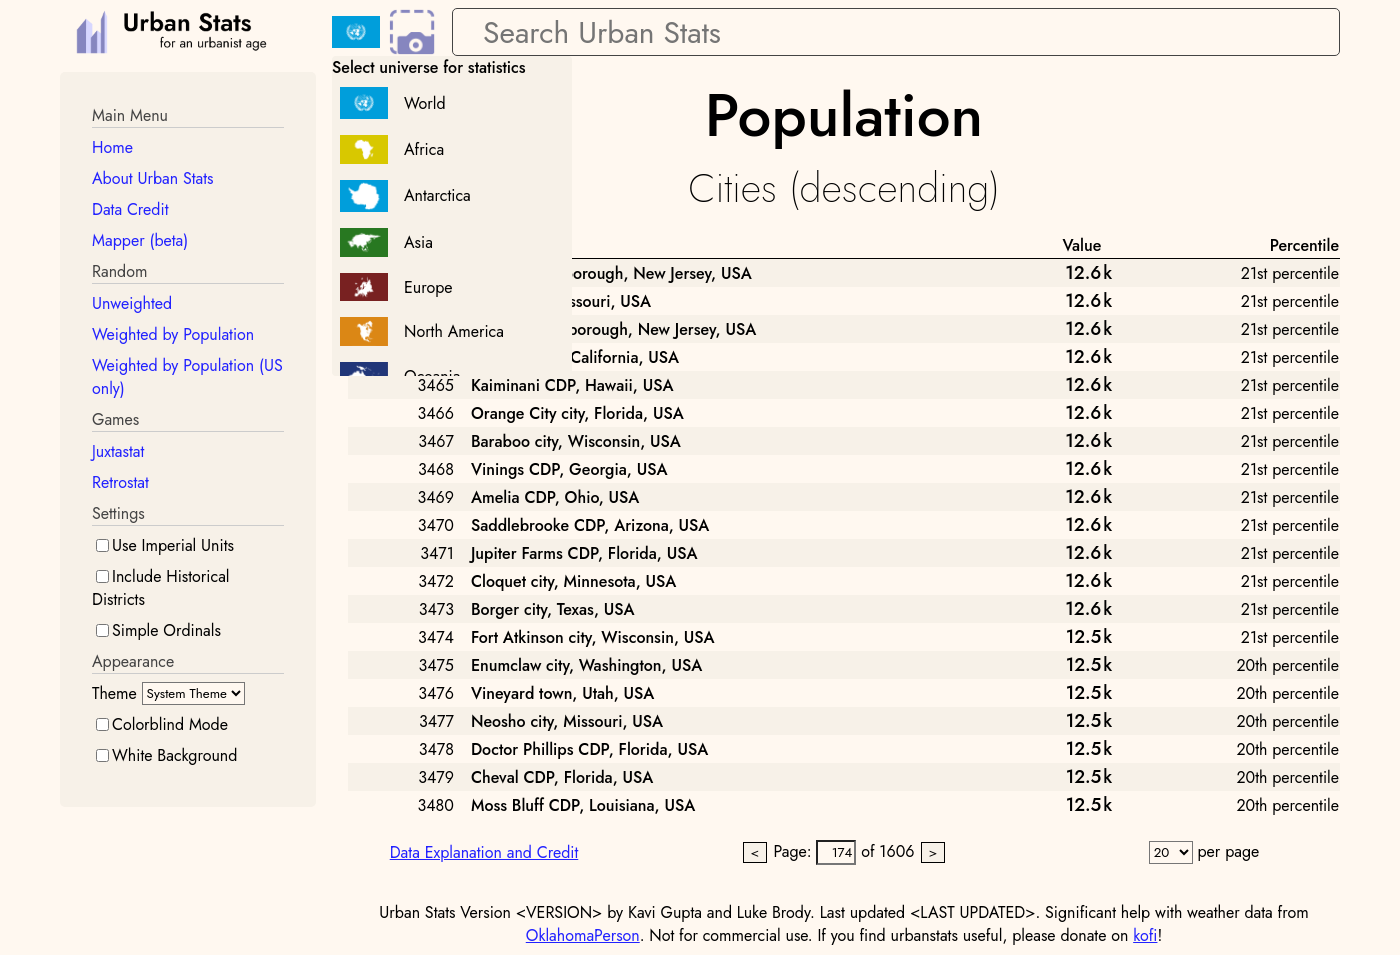 Urban Stats
for an urbanist age
Search Urban Stats
Select universe for statistics
World
Africa
Antarctica
Asia
Europe
North America
Oceania
Main Menu
Home
About Urban Stats
Data Credit
Mapper (beta)
Random
Unweighted
Weighted by Population
Weighted by Population (US
only)
Games
Juxtastat
Retrostat
Settings
Use Imperial Units
Include Historical
Districts
Simple Ordinals
Appearance
Theme System Theme
Colorblind Mode
White Background
Population
Cities (descending)
Value Percentile
borough, New Jersey, USA 12.6k 21st percentile
ssouri, USA 12.6k 21st percentile
borough, New Jersey, USA 12.6k 21st percentile
California, USA 12.6k 21st percentile
3465 Kaiminani CDP, Hawaii, USA 12.6k 21st percentile
3466 Orange City city, Florida, USA 12.6k 21st percentile
3467 Baraboo city, Wisconsin, USA 12.6k 21st percentile
3468 Vinings CDP, Georgia, USA 12.6k 21st percentile
3469 Amelia CDP, Ohio, USA 12.6k 21st percentile
3470 Saddlebrooke CDP, Arizona, USA 12.6k 21st percentile
3471 Jupiter Farms CDP, Florida, USA 12.6k 21st percentile
3472 Cloquet city, Minnesota, USA 12.6k 21st percentile
3473 Borger city, Texas, USA 12.6k 21st percentile
3474 Fort Atkinson city, Wisconsin, USA 12.5k 21st percentile
3475 Enumclaw city, Washington, USA 12.5k 20th percentile
3476 Vineyard town, Utah, USA 12.5k 20th percentile
3477 Neosho city, Missouri, USA 12.5k 20th percentile
3478 Doctor Phillips CDP, Florida, USA 12.5k 20th percentile
3479 Cheval CDP, Florida, USA 12.5k 20th percentile
3480 Moss Bluff CDP, Louisiana, USA 12.5k 20th percentile
Data Explanation and Credit < Page: 174 of 1606 > 20 per page
Urban Stats Version <VERSION> by Kavi Gupta and Luke Brody. Last updated <LAST UPDATED>. Significant help with weather data from
OklahomaPerson. Not for commercial use. If you find urbanstats useful, please donate on kofi!